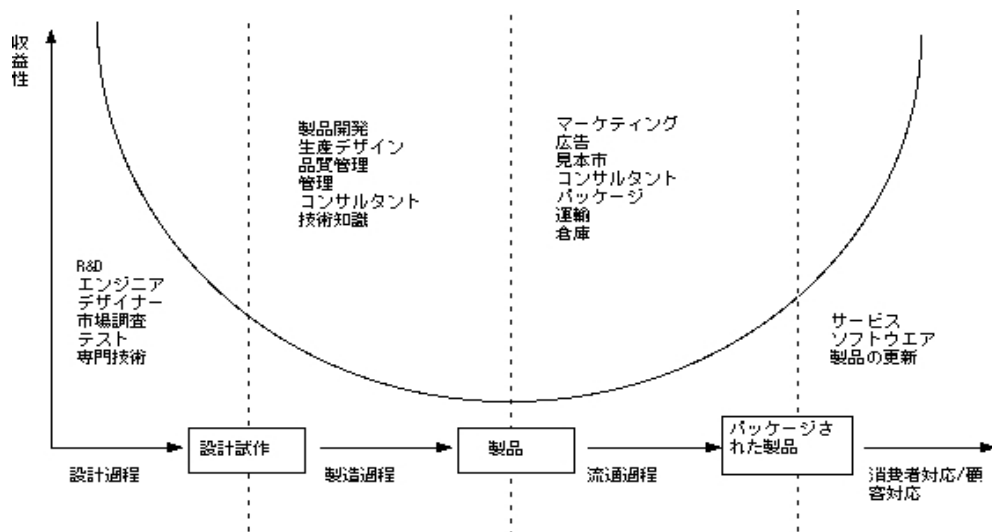 収益性
製品開発
生産デザイン
品質管理
管理
コンサルタント
技術知識
マーケティング
広告
見本市
コンサルタント
パッケージ
運輸
倉庫
R&D
エンジニア
デザイナー
市場調査
テスト
専門技術
サービス
ソフトウエア
製品の更新
設計試作
製品
パッケージさ
れた製品
設計過程
製造過程
流通過程
消費者対応/顧
客対応